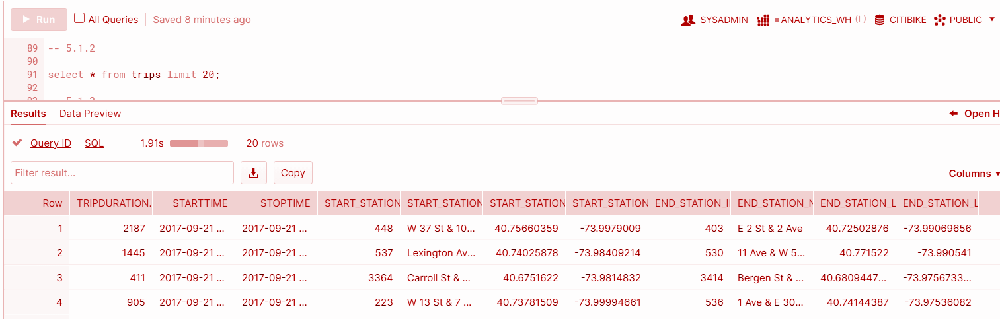 Run All Queries Saved 8 minutes ago SYSADMIN ANALYTICS_WH (L) CITIBIKE PUBLIC
89 -- 5.1.2
90
91 select * from trips limit 20;
92
Results Data Preview Open H
Query ID SQL 1.91s 20 rows
Filter result... Copy Columns
Row TRIPDURATION. STARTTIME STOPTIME START_STATION START_STATION START_STATION START_STATION END_STATION_I END_STATION_N END_STATION_L END_STATION_L
1 2187 2017-09-21 ... 2017-09-21 ... 448 W 37 St & 10... 40.75660359 -73.9979009 403 E 2 St & 2 Ave 40.72502876 -73.99069656
2 1445 2017-09-21 ... 2017-09-21 ... 537 Lexington Av... 40.74025878 -73.98409214 530 11 Ave & W 5... 40.771522 -73.990541
3 411 2017-09-21 ... 2017-09-21 ... 3364 Carroll St & ... 40.6751622 -73.9814832 3414 Bergen St & ... 40.6809447... -73.9756733...
4 905 2017-09-21 ... 2017-09-21 ... 223 W 13 St & 7 ... 40.73781509 -73.99994661 536 1 Ave & E 30... 40.74144387 -73.97536082